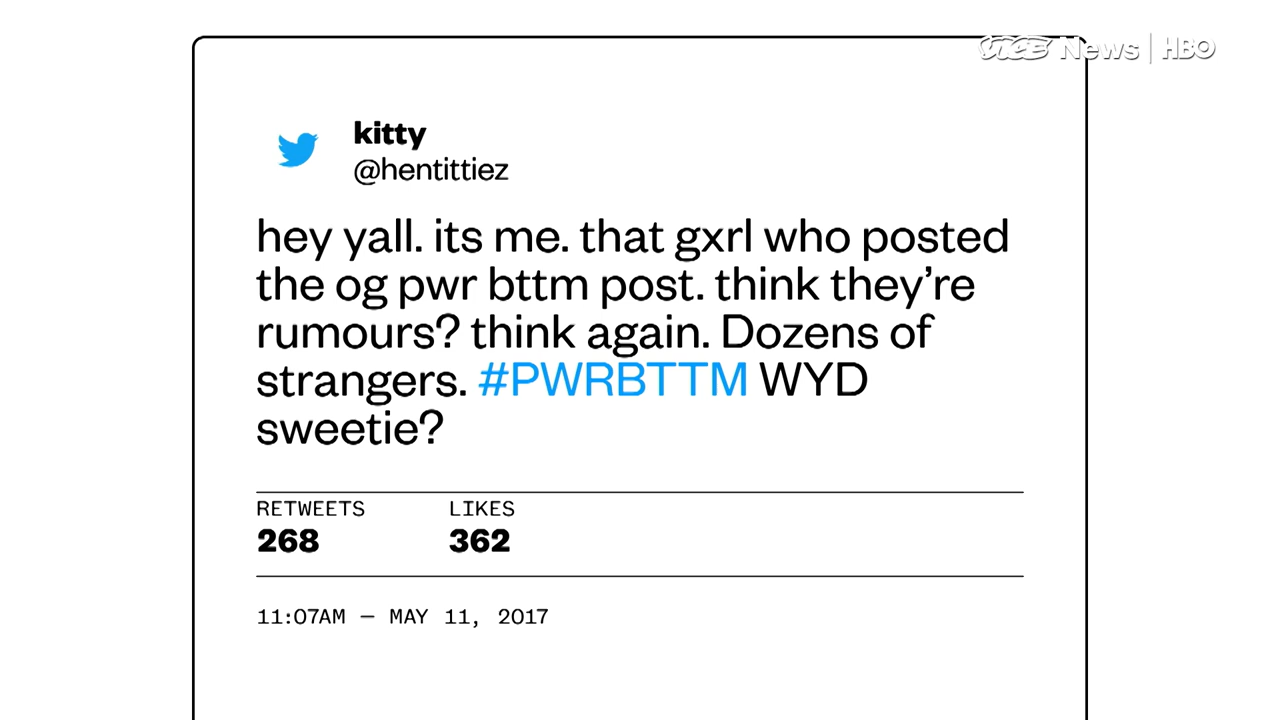 VICE News | HBO
kitty
@hentittiez
hey yall. its me. that gxrl who posted
the og pwr bttm post. think they’re
rumours? think again. Dozens of
strangers. #PWRBTTM WYD
sweetie?
RETWEETS LIKES
268 362
11:07AM — MAY 11, 2017